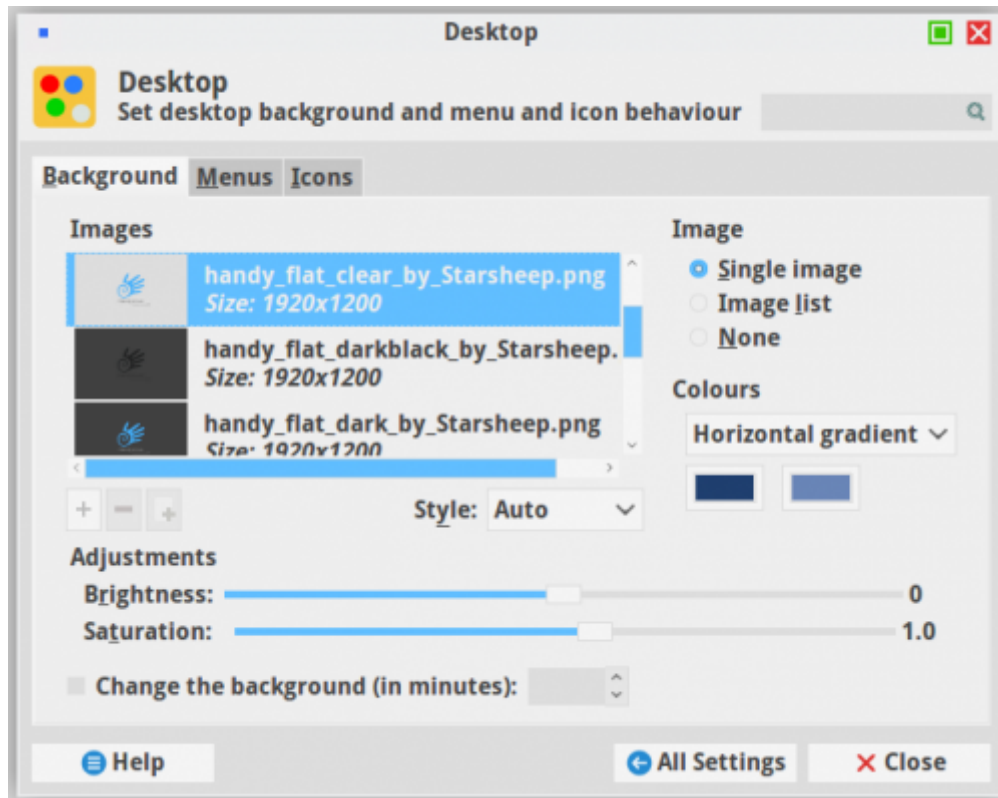 Desktop
Desktop
Set desktop background and menu and icon behaviour
Background Menus Icons
Images
handy_flat_clear_by_Starsheep.png
Size: 1920x1200
handy_flat_darkblack_by_Starsheep.
Size: 1920x1200
handy_flat_dark_by_Starsheep.png
Size: 1920x1200
Style: Auto
Image
Single image
Image list
None
Colours
Horizontal gradient
Adjustments
Brightness: 0
Saturation: 1.0
Change the background (in minutes):
Help All Settings Close